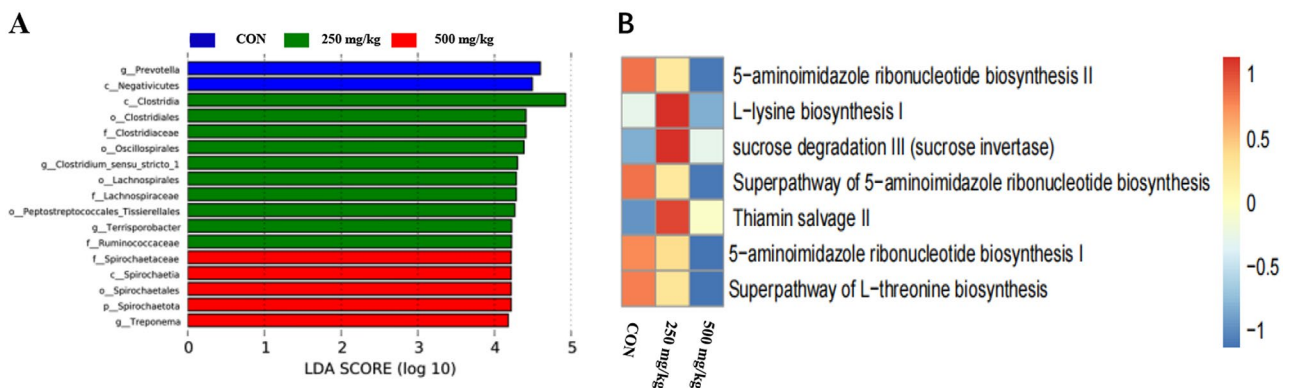 A
CON
250 mg/kg
500 mg/kg
g__Prevotella
c__Negativicutes
c__Clostridia
o__Clostridiales
f__Clostridiaceae
o__Oscillospirales
g__Clostridium_sensu_stricto_1
o__Lachnospirales
f__Lachnospiraceae
o__Peptostreptococcales_Tissierellales
g__Terrisporobacter
f__Ruminococcaceae
f__Spirochaetaceae
c__Spirochaetia
o__Spirochaetales
p__Spirochaetota
g__Treponema
0 1 2 3 4 5
LDA SCORE (log 10)
B
5−aminoimidazole ribonucleotide biosynthesis II
L−lysine biosynthesis I
sucrose degradation III (sucrose invertase)
Superpathway of 5−aminoimidazole ribonucleotide biosynthesis
Thiamin salvage II
5−aminoimidazole ribonucleotide biosynthesis I
Superpathway of L−threonine biosynthesis
CON
250 mg/kg
500 mg/kg
1
0.5
0
−0.5
−1